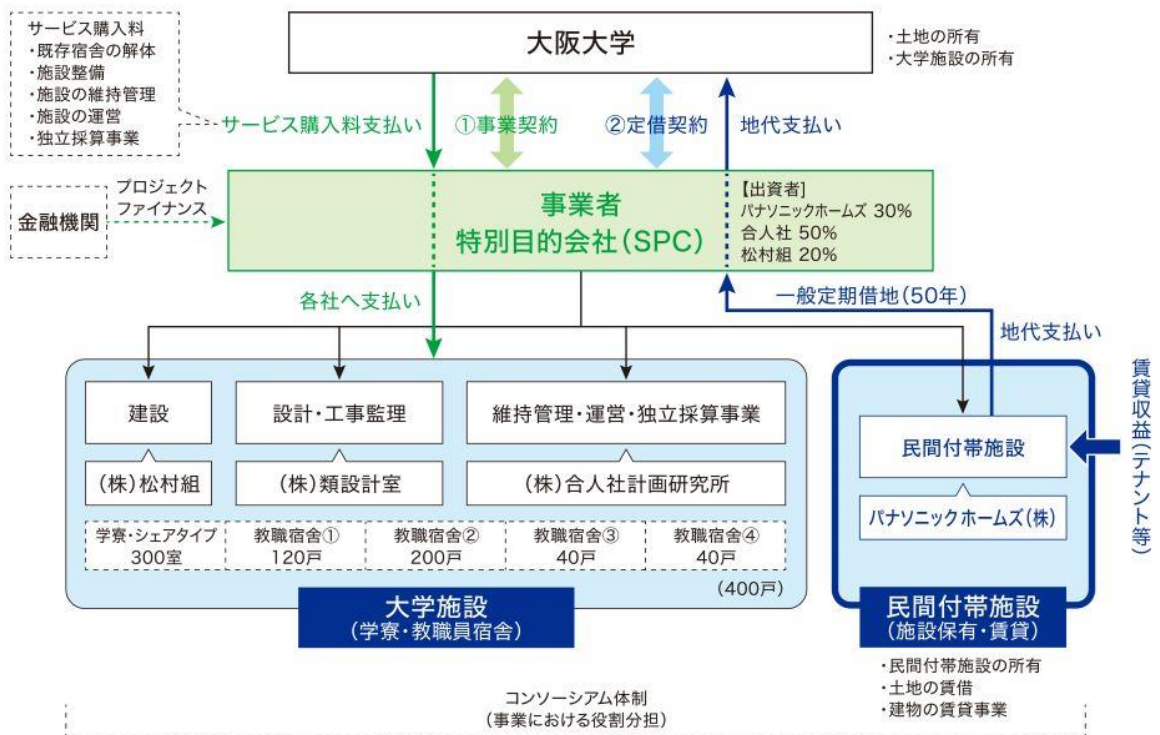 サービス購入料
・既存宿舎の解体
・施設整備
・施設の維持管理
・施設の運営
・独立採算事業
大阪大学
・土地の所有
・大学施設の所有
サービス購入料支払い
①事業契約
②定借契約
地代支払い
金融機関
プロジェクト
ファイナンス
事業者
特別目的会社(SPC)
【出資者】
パナソニックホームズ 30%
合人社 50%
松村組 20%
各社へ支払い
一般定期借地(50年)
地代支払い
建設
設計・工事監理
維持管理・運営・独立採算事業
(株)松村組
(株)類設計室
(株)合人社計画研究所
学寮・シェアタイプ
300室
教職宿舎①
120戸
教職宿舎②
200戸
教職宿舎③
40戸
教職宿舎④
40戸
(400戸)
大学施設
(学寮・教職員宿舎)
民間付帯施設
パナソニックホームズ(株)
賃貸収益(テナント等)
民間付帯施設
(施設保有・賃貸)
・民間付帯施設の所有
・土地の賃借
・建物の賃貸事業
コンソーシアム体制
(事業における役割分担)